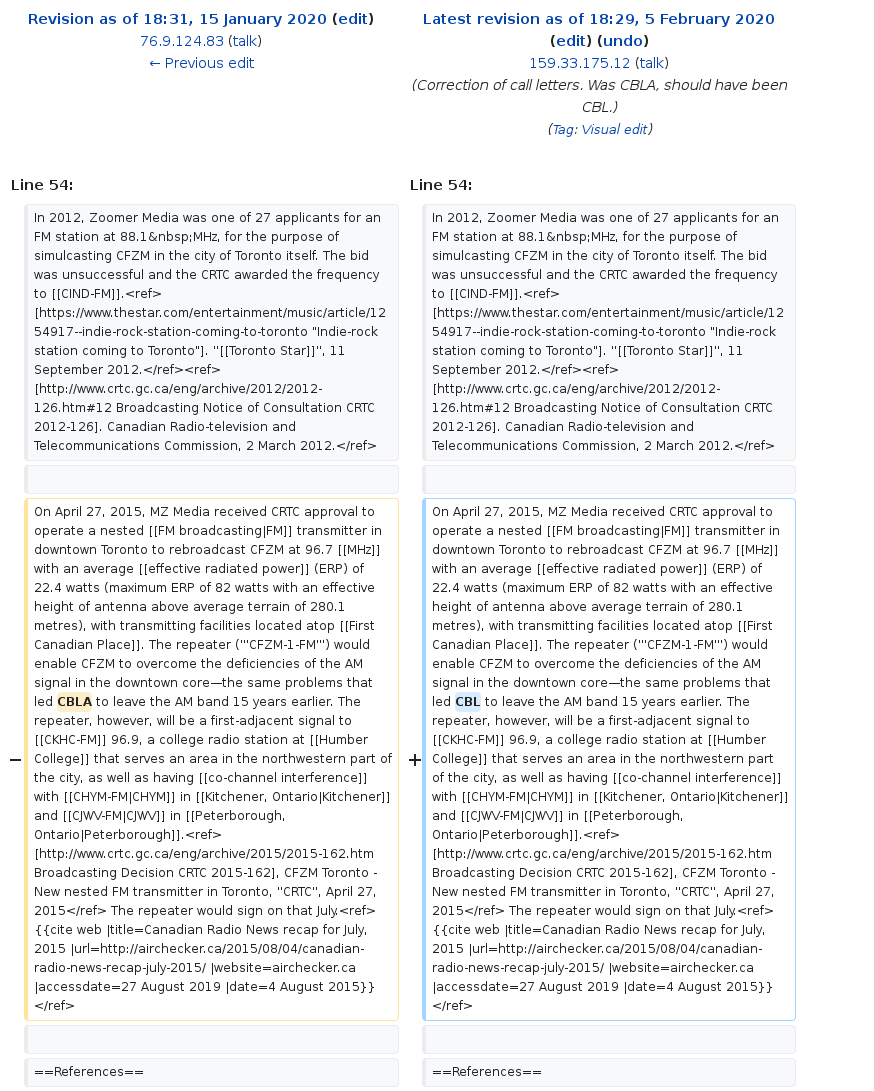 Revision as of 18:31, 15 January 2020 (edit)
76.9.124.83 (talk)
← Previous edit
Latest revision as of 18:29, 5 February 2020
(edit) (undo)
159.33.175.12 (talk)
(Correction of call letters. Was CBLA, should have been
CBL.)
(Tag: Visual edit)
Line 54:
In 2012, Zoomer Media was one of 27 applicants for an
FM station at 88.1&nbsp;MHz, for the purpose of
simulcasting CFZM in the city of Toronto itself. The bid
was unsuccessful and the CRTC awarded the frequency
to [[CIND-FM]].<ref>
[https://www.thestar.com/entertainment/music/article/12
54917--indie-rock-station-coming-to-toronto "Indie-rock
station coming to Toronto"]. ''[[Toronto Star]]'', 11
September 2012.</ref><ref>
[http://www.crtc.gc.ca/eng/archive/2012/2012-
126.htm#12 Broadcasting Notice of Consultation CRTC
2012-126]. Canadian Radio-television and
Telecommunications Commission, 2 March 2012.</ref>
−
On April 27, 2015, MZ Media received CRTC approval to
operate a nested [[FM broadcasting|FM]] transmitter in
downtown Toronto to rebroadcast CFZM at 96.7 [[MHz]]
with an average [[effective radiated power]] (ERP) of
22.4 watts (maximum ERP of 82 watts with an effective
height of antenna above average terrain of 280.1
metres), with transmitting facilities located atop [[First
Canadian Place]]. The repeater ('''CFZM-1-FM''') would
enable CFZM to overcome the deficiencies of the AM
signal in the downtown core—the same problems that
led CBLA to leave the AM band 15 years earlier. The
repeater, however, will be a first-adjacent signal to
[[CKHC-FM]] 96.9, a college radio station at [[Humber
College]] that serves an area in the northwestern part of
the city, as well as having [[co-channel interference]]
with [[CHYM-FM|CHYM]] in [[Kitchener, Ontario|Kitchener]]
and [[CJWV-FM|CJWV]] in [[Peterborough,
Ontario|Peterborough]].<ref>
[http://www.crtc.gc.ca/eng/archive/2015/2015-162.htm
Broadcasting Decision CRTC 2015-162], CFZM Toronto -
New nested FM transmitter in Toronto, ''CRTC'', April 27,
2015</ref> The repeater would sign on that July.<ref>
{{cite web |title=Canadian Radio News recap for July,
2015 |url=http://airchecker.ca/2015/08/04/canadian-
radio-news-recap-july-2015/ |website=airchecker.ca
|accessdate=27 August 2019 |date=4 August 2015}}
</ref>
==References==
Line 54:
In 2012, Zoomer Media was one of 27 applicants for an
FM station at 88.1&nbsp;MHz, for the purpose of
simulcasting CFZM in the city of Toronto itself. The bid
was unsuccessful and the CRTC awarded the frequency
to [[CIND-FM]].<ref>
[https://www.thestar.com/entertainment/music/article/12
54917--indie-rock-station-coming-to-toronto "Indie-rock
station coming to Toronto"]. ''[[Toronto Star]]'', 11
September 2012.</ref><ref>
[http://www.crtc.gc.ca/eng/archive/2012/2012-
126.htm#12 Broadcasting Notice of Consultation CRTC
2012-126]. Canadian Radio-television and
Telecommunications Commission, 2 March 2012.</ref>
+
On April 27, 2015, MZ Media received CRTC approval to
operate a nested [[FM broadcasting|FM]] transmitter in
downtown Toronto to rebroadcast CFZM at 96.7 [[MHz]]
with an average [[effective radiated power]] (ERP) of
22.4 watts (maximum ERP of 82 watts with an effective
height of antenna above average terrain of 280.1
metres), with transmitting facilities located atop [[First
Canadian Place]]. The repeater ('''CFZM-1-FM''') would
enable CFZM to overcome the deficiencies of the AM
signal in the downtown core—the same problems that
led CBL to leave the AM band 15 years earlier. The
repeater, however, will be a first-adjacent signal to
[[CKHC-FM]] 96.9, a college radio station at [[Humber
College]] that serves an area in the northwestern part
of the city, as well as having [[co-channel interference]]
with [[CHYM-FM|CHYM]] in [[Kitchener, Ontario|Kitchener]]
and [[CJWV-FM|CJWV]] in [[Peterborough,
Ontario|Peterborough]].<ref>
[http://www.crtc.gc.ca/eng/archive/2015/2015-162.htm
Broadcasting Decision CRTC 2015-162], CFZM Toronto -
New nested FM transmitter in Toronto, ''CRTC'', April 27,
2015</ref> The repeater would sign on that July.<ref>
{{cite web |title=Canadian Radio News recap for July,
2015 |url=http://airchecker.ca/2015/08/04/canadian-
radio-news-recap-july-2015/ |website=airchecker.ca
|accessdate=27 August 2019 |date=4 August 2015}}
</ref>
==References==